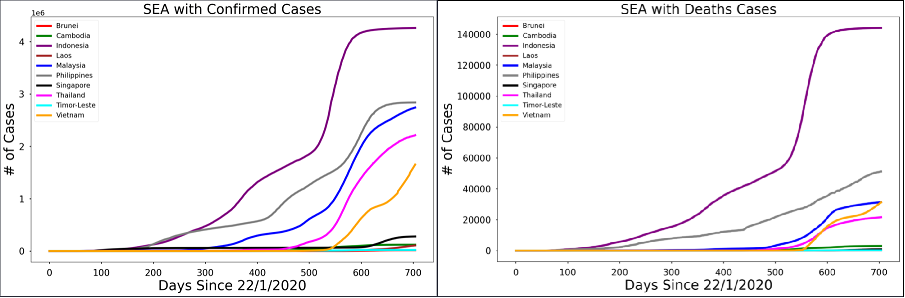 SEA with Confirmed Cases
1e6
Brunei
Cambodia
Indonesia
Laos
Malaysia
Philippines
Singapore
Thailand
Timor-Leste
Vietnam
# of Cases
4
3
2
1
0
0 100 200 300 400 500 600 700
Days Since 22/1/2020
SEA with Deaths Cases
Brunei
Cambodia
Indonesia
Laos
Malaysia
Philippines
Singapore
Thailand
Timor-Leste
Vietnam
# of Cases
140000
120000
100000
80000
60000
40000
20000
0
0 100 200 300 400 500 600 700
Days Since 22/1/2020